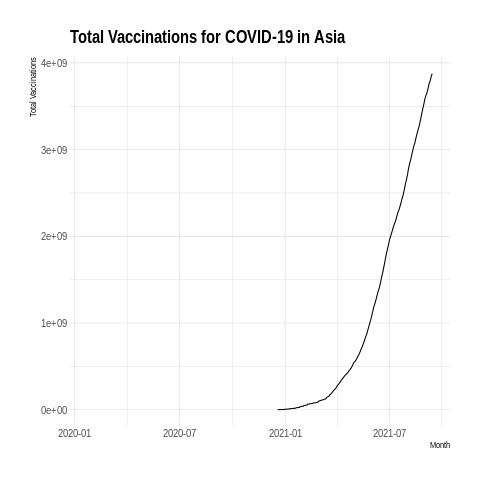 Total Vaccinations for COVID-19 in Asia
Total Vaccinations
4e+09
3e+09
2e+09
1e+09
0e+00
2020-01
2020-07
2021-01
2021-07
Month